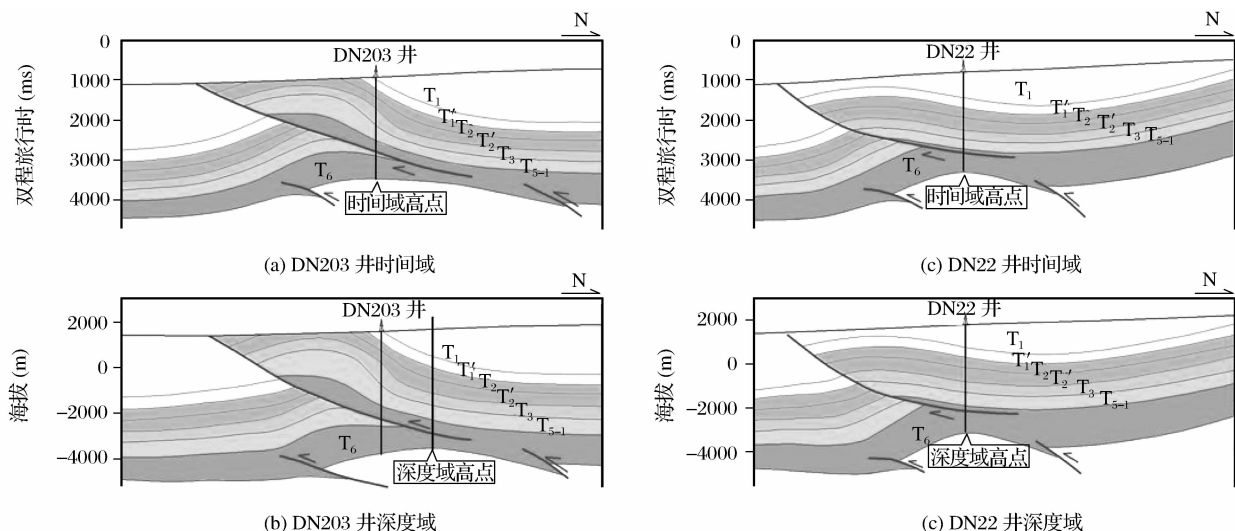 N
0
1000
2000
3000
4000
双程旅行时 (ms)
DN203 井
T₁
T₁′
T₂
T₂′
T₃
T₅₋₁
T₆
时间域高点
(a) DN203 井时间域
N
0
1000
2000
3000
4000
双程旅行时 (ms)
DN22 井
T₁
T₁′
T₂
T₂′
T₃
T₅₋₁
T₆
时间域高点
(c) DN22 井时间域
N
2000
0
−2000
−4000
海拔 (m)
DN203 井
T₁
T₁′
T₂
T₂′
T₃
T₅₋₁
T₆
深度域高点
(b) DN203 井深度域
N
2000
0
−2000
−4000
海拔 (m)
DN22 井
T₁
T₁′
T₂
T₂′
T₃
T₅₋₁
T₆
深度域高点
(c) DN22 井深度域